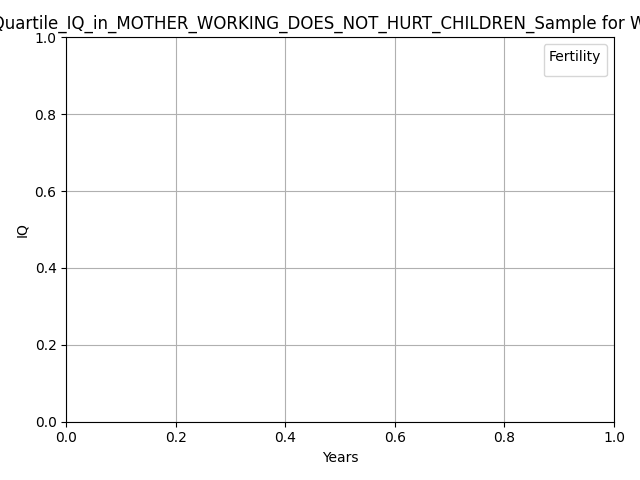 Quartile_IQ_in_MOTHER_WORKING_DOES_NOT_HURT_CHILDREN_Sample for W
Fertility
1.0
0.8
0.6
0.4
0.2
0.0
IQ
0.0 0.2 0.4 0.6 0.8 1.0
Years